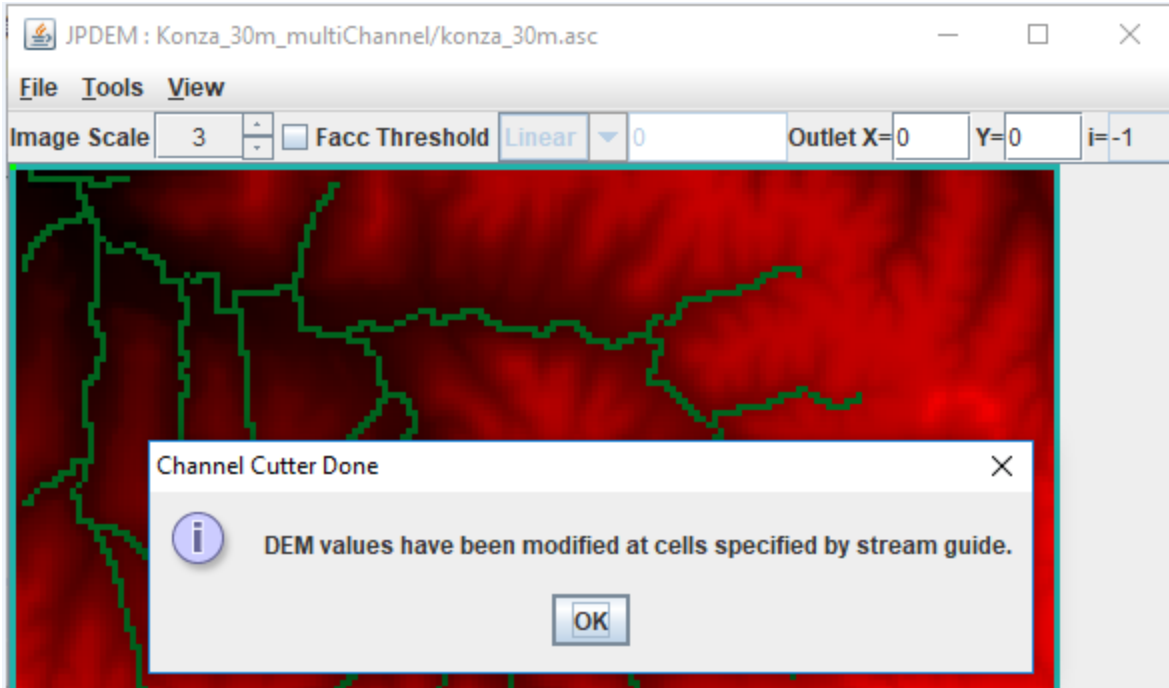 JPDEM : Konza_30m_multiChannel/konza_30m.asc
File Tools View
Image Scale 3 Facc Threshold Linear 0 Outlet X= 0 Y= 0 i= -1
Channel Cutter Done
DEM values have been modified at cells specified by stream guide.
OK